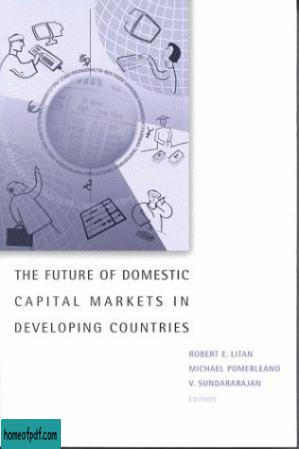 THE FUTURE OF DOMESTIC
CAPITAL MARKETS IN
DEVELOPING COUNTRIES
ROBERT E. LITAN
MICHAEL POMERLEANO
V. SUNDARARAJAN
EDITORS
homeofpdf.com